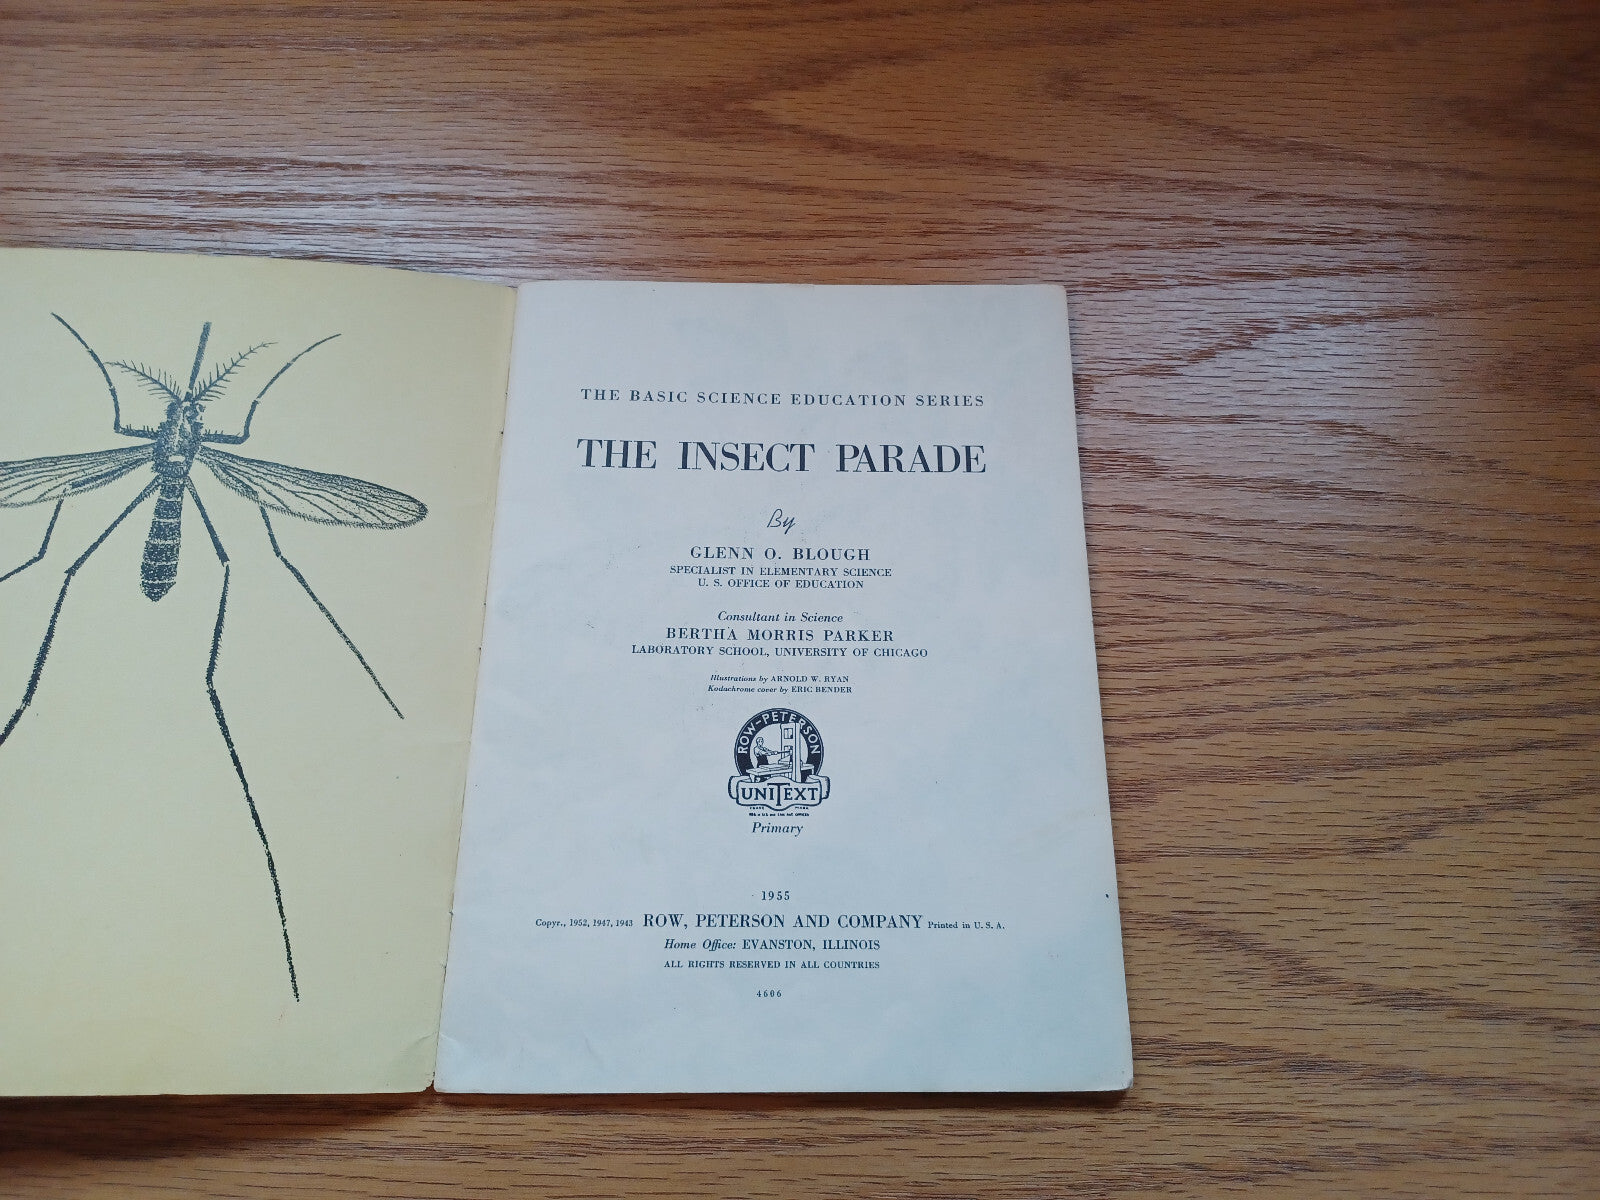 THE BASIC SCIENCE EDUCATION SERIES
THE INSECT PARADE
By
GLENN O. BLOUGH
SPECIALIST IN ELEMENTARY SCIENCE
U. S. OFFICE OF EDUCATION
Consultant in Science
BERTHA MORRIS PARKER
LABORATORY SCHOOL, UNIVERSITY OF CHICAGO
Illustrations by ARNOLD W. RYAN
Kodachrome cover by ERIC BENDER
ROW-PETERSON
UNITEXT
TRADE MARK
Primary
1955
Copyr., 1952, 1947, 1943 ROW, PETERSON AND COMPANY Printed in U. S. A.
Home Office: EVANSTON, ILLINOIS
ALL RIGHTS RESERVED IN ALL COUNTRIES
4606